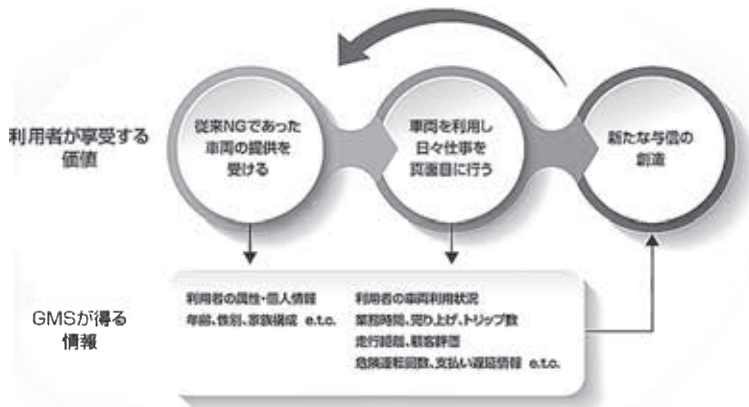 利用者が享受する
価値
従来NGであった
車両の提供を
受ける
車両を利用し
日々仕事を
真面目に行う
新たな与信の
創造
GMSが得る
情報
利用者の属性・個人情報
年齢、性別、家族構成 e.t.c.
利用者の車両利用状況
業務時間、売り上げ、トリップ数
走行距離、顧客評価
危険運転回数、支払い遅延情報 e.t.c.